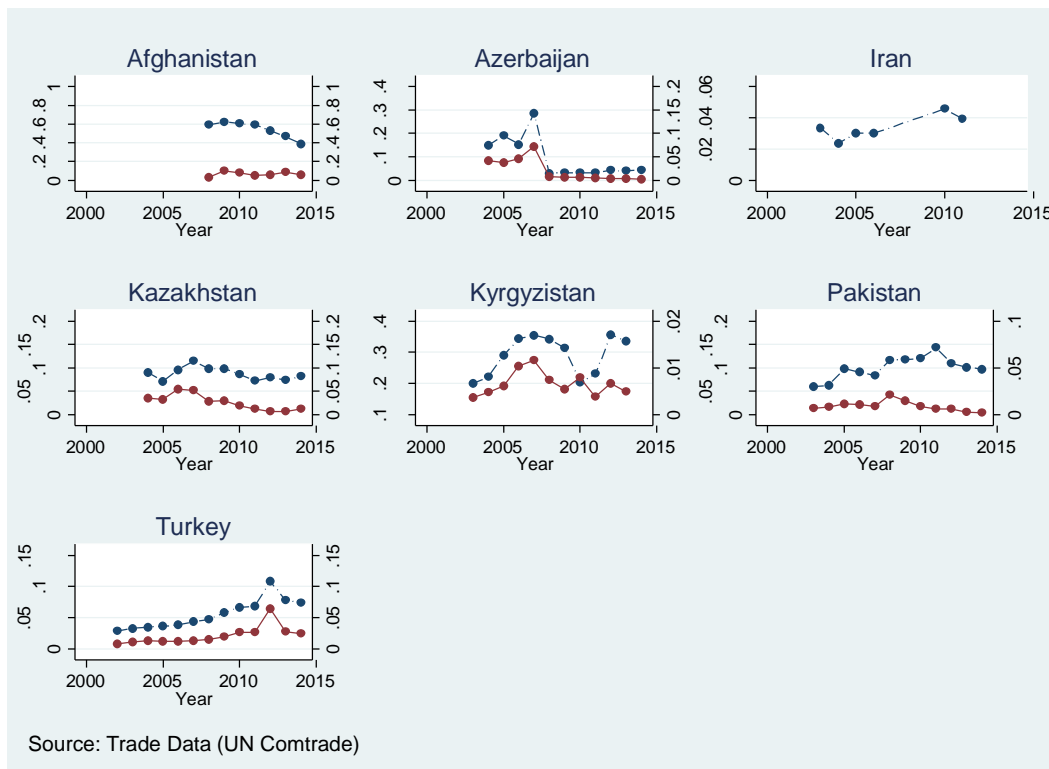 Afghanistan
0 .2 .4 .6 .8 1
0 .2 .4 .6 .8 1
2000 2005 2010 2015
Year
Azerbaijan
0 .1 .2 .3 .4
0 .05 .1 .15 .2
2000 2005 2010 2015
Year
Iran
0 .02 .04 .06
2000 2005 2010 2015
Year
Kazakhstan
0 .05 .1 .15 .2
0 .05 .1 .15 .2
2000 2005 2010 2015
Year
Kyrgyzistan
.1 .2 .3 .4
0 .01 .02
2000 2005 2010 2015
Year
Pakistan
0 .05 .1 .15 .2
0 .05 .1
2000 2005 2010 2015
Year
Turkey
0 .05 .1 .15
0 .05 .1 .15
2000 2005 2010 2015
Year
Source: Trade Data (UN Comtrade)